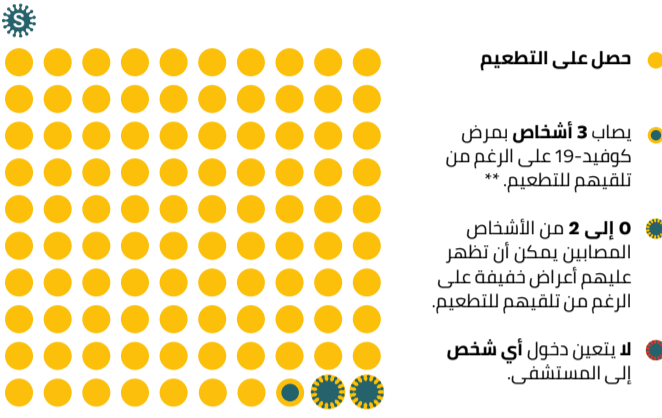 S
حصل على التطعيم
يصاب 3 أشخاص بمرض
كوفيد-19 على الرغم من
تلقيهم للتطعيم. **
0 إلى 2 من الأشخاص
المصابين يمكن أن تظهر
عليهم أعراض خفيفة على
الرغم من تلقيهم للتطعيم.
لا يتعين دخول أي شخص
إلى المستشفى.